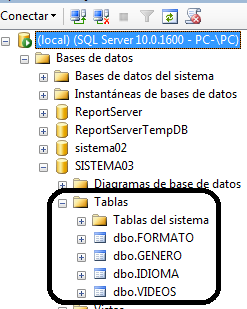 Conectar
(local) (SQL Server 10.0.1600 - PC-\PC)
Bases de datos
Bases de datos del sistema
Instantáneas de bases de datos
ReportServer
ReportServerTempDB
sistema02
SISTEMA03
Diagramas de base de datos
Tablas
Tablas del sistema
dbo.FORMATO
dbo.GENERO
dbo.IDIOMA
dbo.VIDEOS